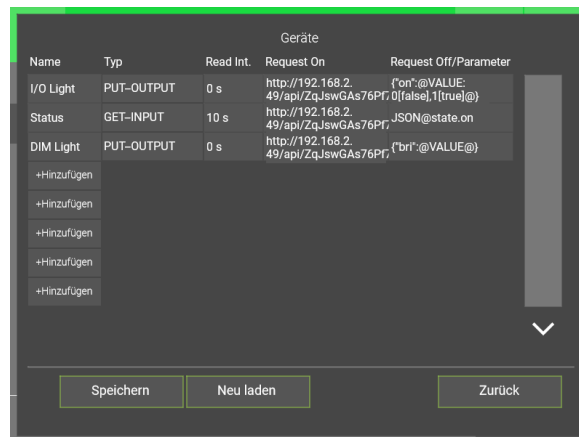 Geräte
Name Typ Read Int. Request On Request Off/Parameter
I/O Light PUT–OUTPUT 0 s http://192.168.2. {"on":@VALUE:
49/api/ZqJswGAs76Pf7 0[false],1[true]@}
Status GET–INPUT 10 s http://192.168.2. JSON@state.on
49/api/ZqJswGAs76Pf7
DIM Light PUT–OUTPUT 0 s http://192.168.2. {"bri":@VALUE@}
49/api/ZqJswGAs76Pf7
+Hinzufügen
+Hinzufügen
+Hinzufügen
+Hinzufügen
+Hinzufügen
Speichern Neu laden Zurück